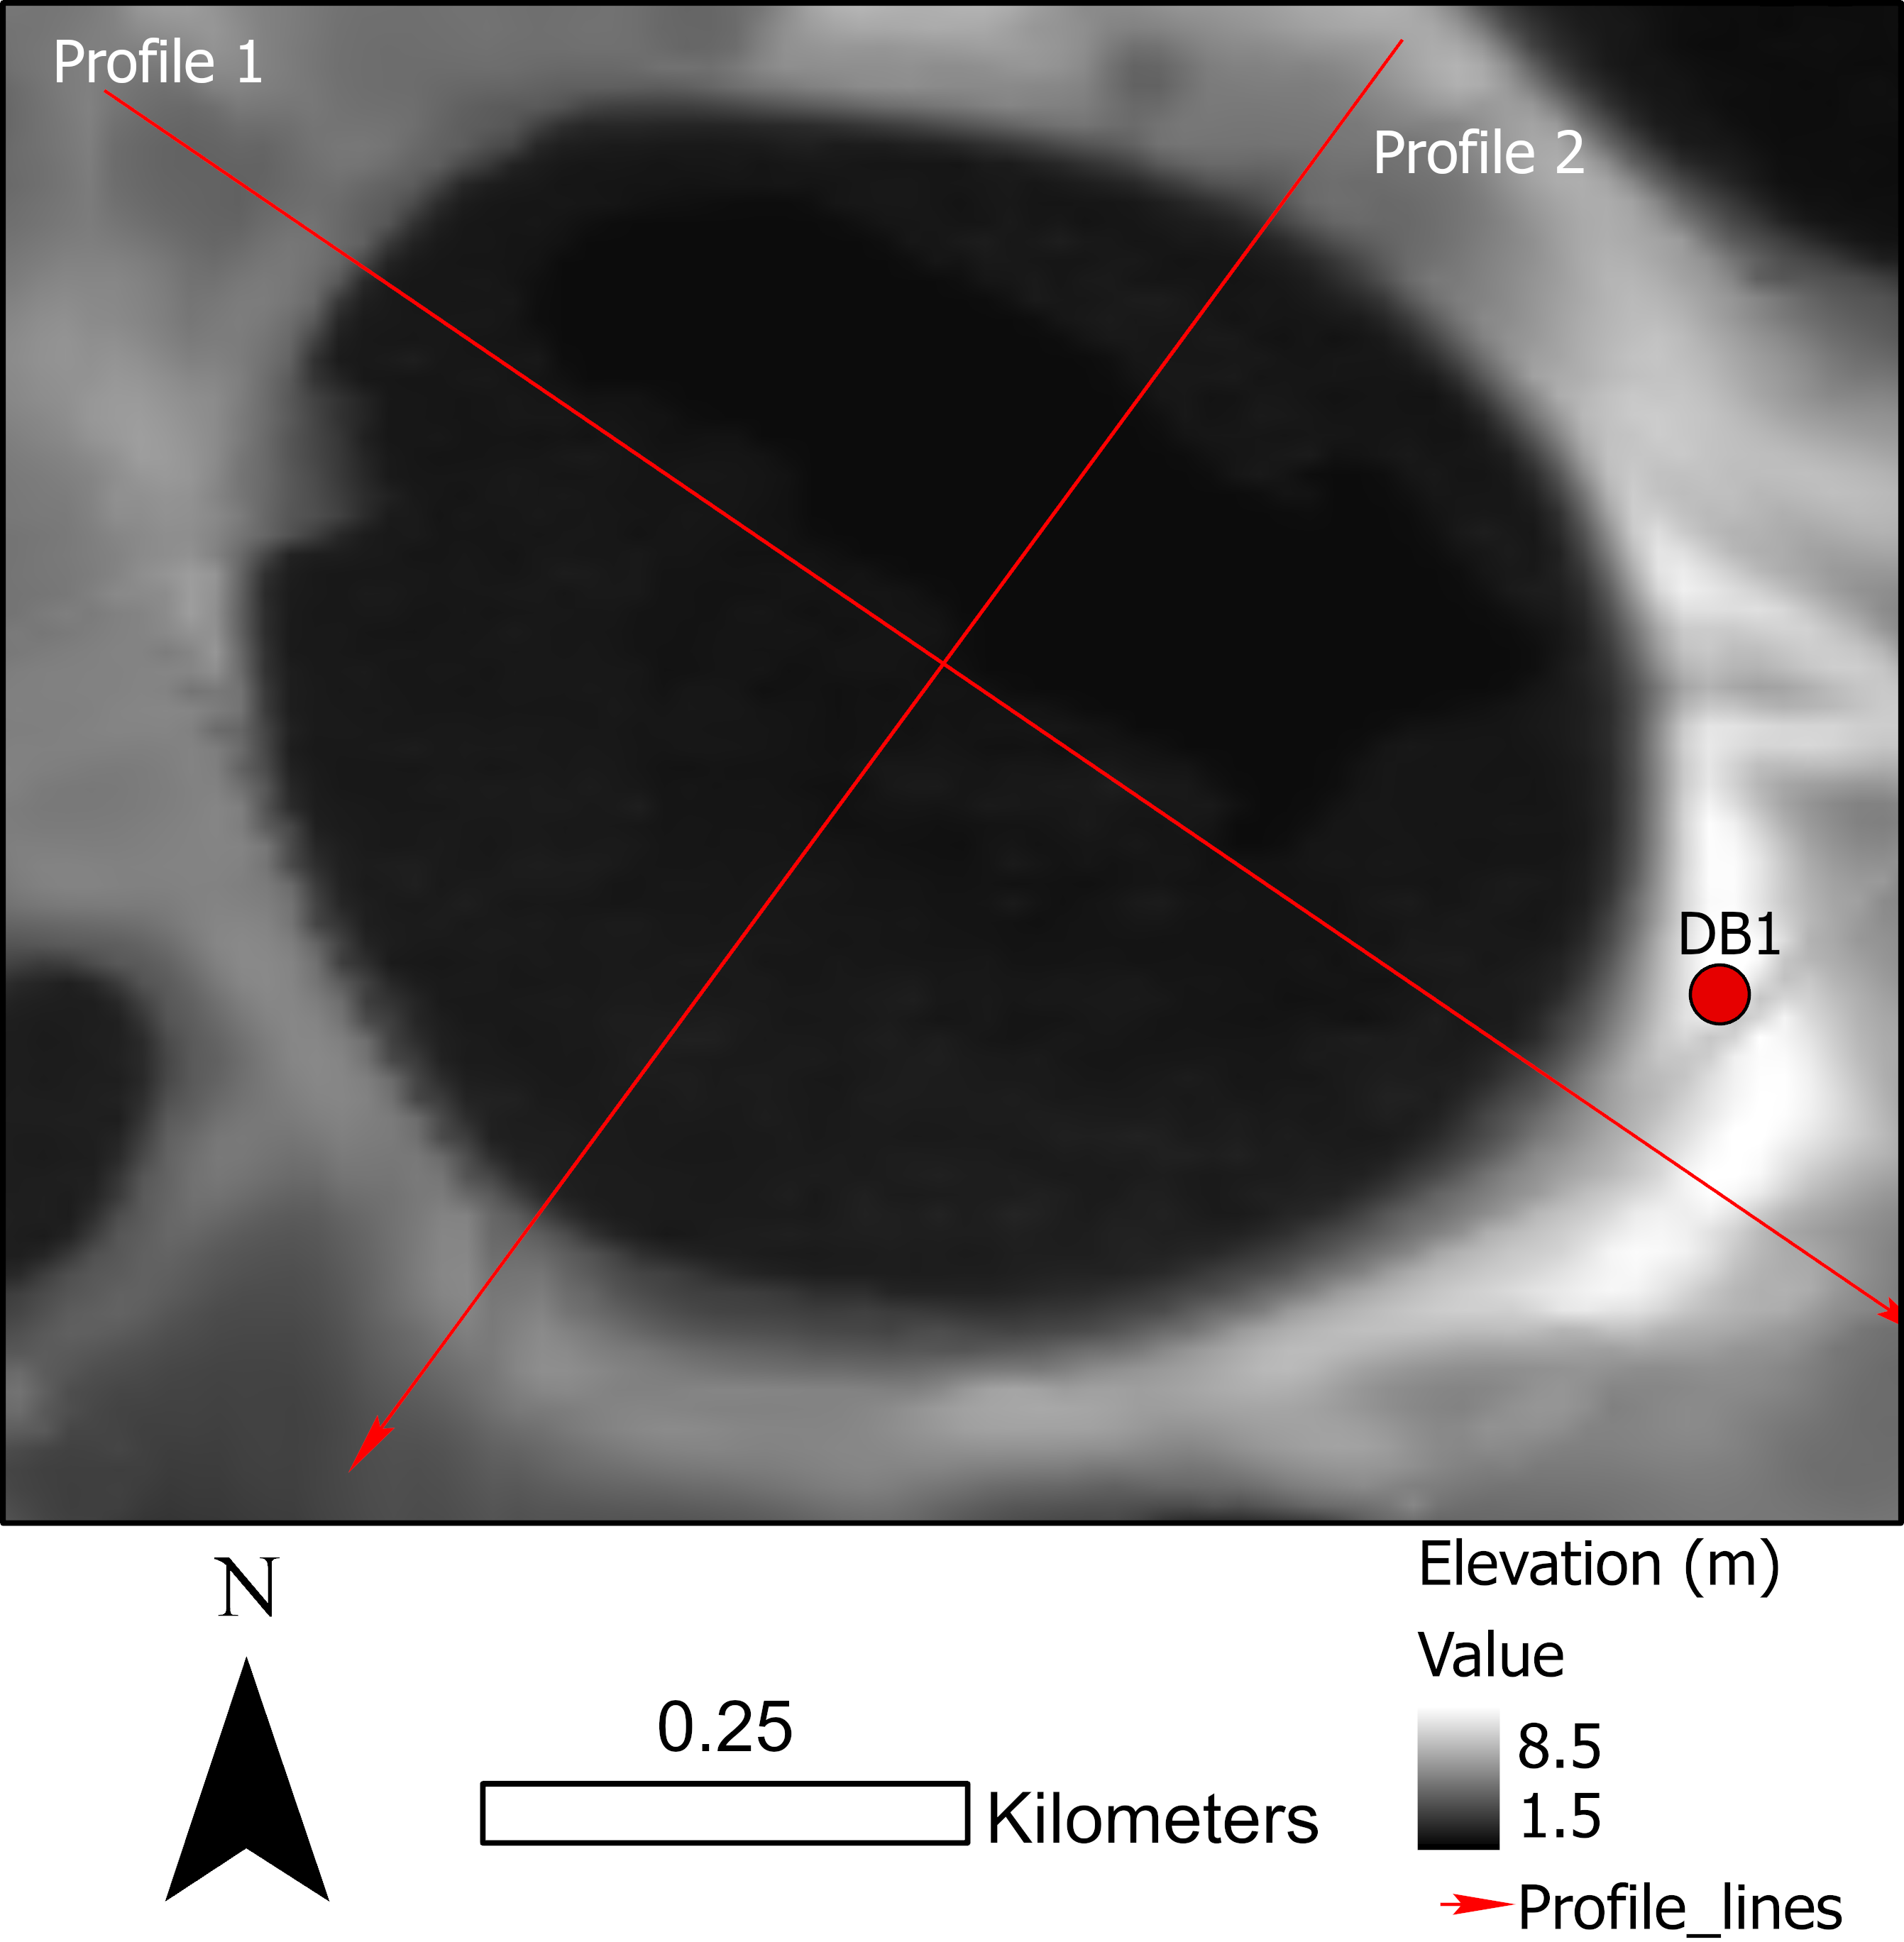 Profile 1
Profile 2
DB1
N
0.25
Kilometers
Elevation (m)
Value
8.5
1.5
Profile_lines